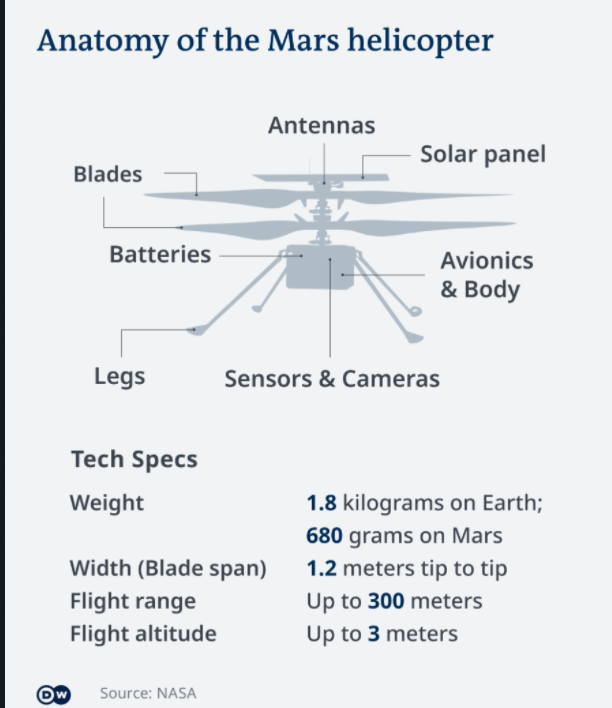 Anatomy of the Mars helicopter
Antennas
Solar panel
Blades
Batteries
Avionics
& Body
Legs
Sensors & Cameras
Tech Specs
Weight 1.8 kilograms on Earth;
680 grams on Mars
Width (Blade span) 1.2 meters tip to tip
Flight range Up to 300 meters
Flight altitude Up to 3 meters
DW Source: NASA